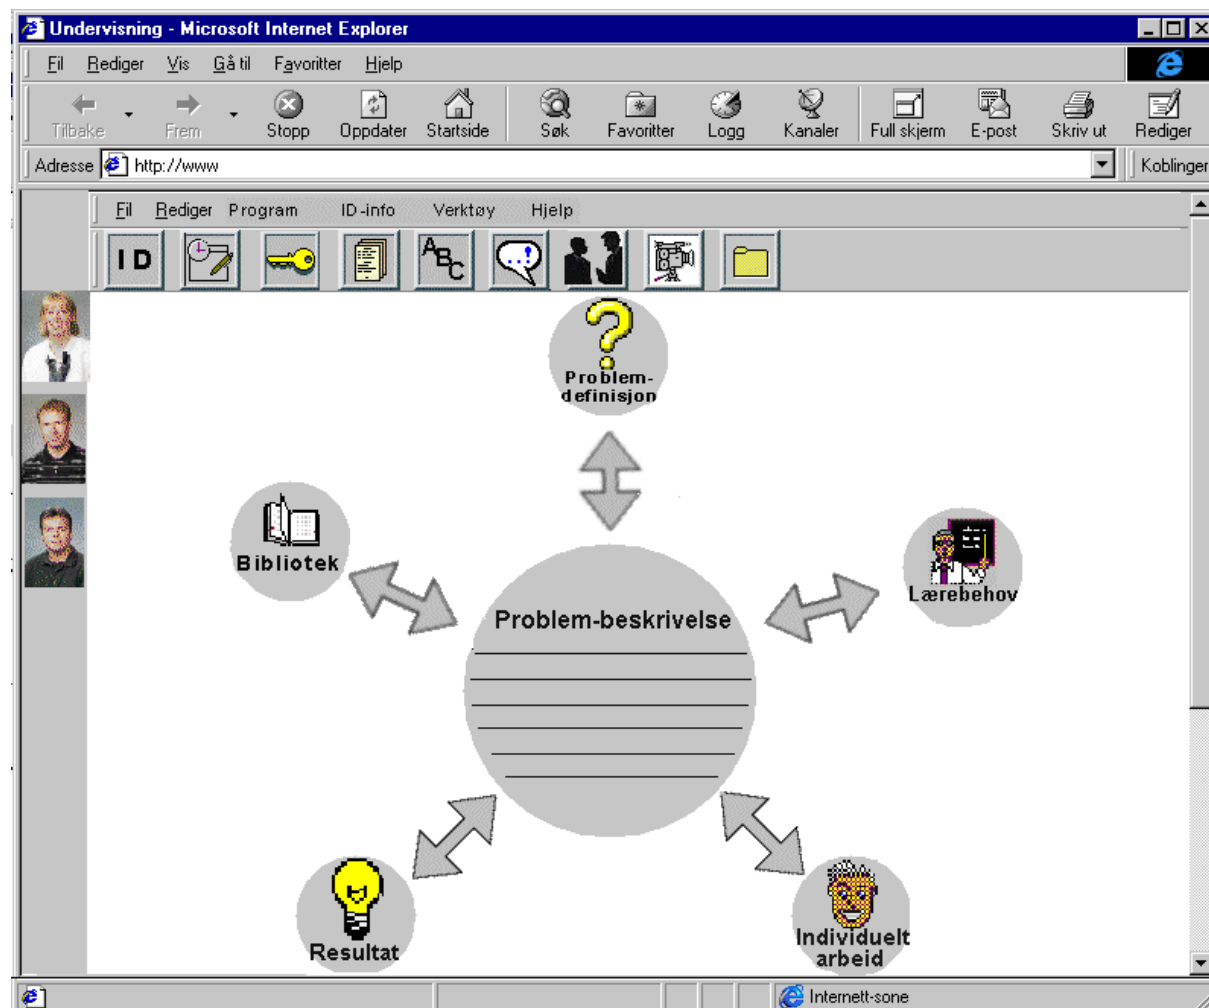 Undervisning - Microsoft Internet Explorer
Fil Rediger Vis Gå til Favoritter Hjelp
Tilbake Frem Stopp Oppdater Startside Søk Favoritter Logg Kanaler Full skjerm E-post Skriv ut Rediger
Adresse http://www Koblinger
Fil Rediger Program ID-info Verktøy Hjelp
ID ABC ..!
?
Problem-
definisjon
Bibliotek
Lærebehov
Problem-beskrivelse
Resultat
Individuelt
arbeid
Internett-sone